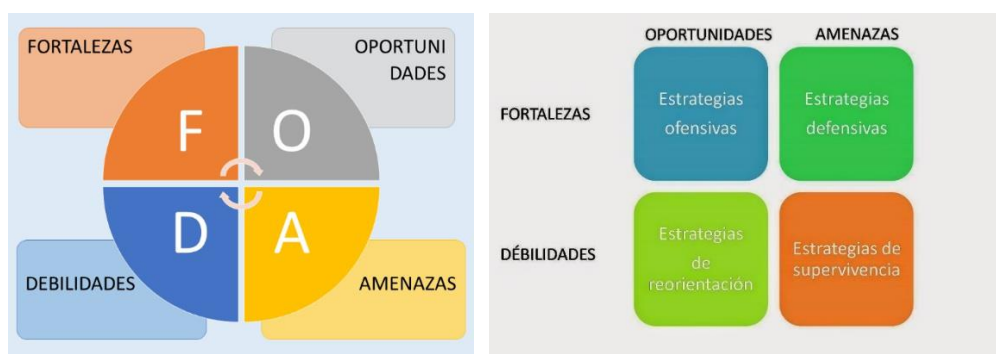 FORTALEZAS
OPORTUNI
DADES
F
O
D
A
DEBILIDADES
AMENAZAS
OPORTUNIDADES
AMENAZAS
FORTALEZAS
Estrategias
ofensivas
Estrategias
defensivas
DÉBILIDADES
Estrategias
de
reorientación
Estrategias de
supervivencia